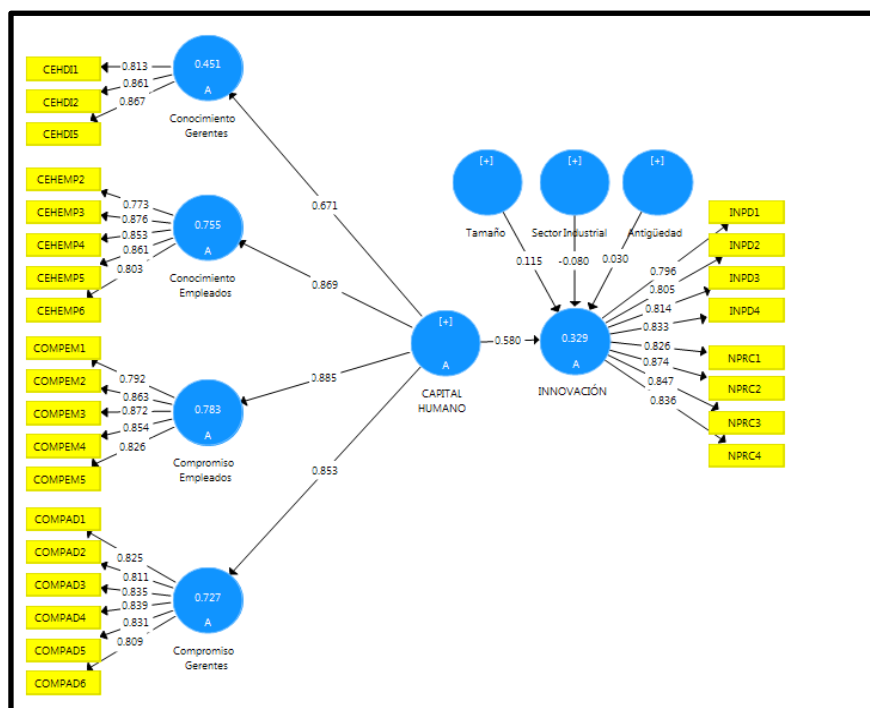 CEHDI1
CEHDI2
CEHDI5
0.813
0.861
0.867
0.451
A
Conocimiento
Gerentes
CEHEMP2
CEHEMP3
CEHEMP4
CEHEMP5
CEHEMP6
0.773
0.876
0.853
0.861
0.803
0.755
A
Conocimiento
Empleados
COMPEM1
COMPEM2
COMPEM3
COMPEM4
COMPEM5
0.792
0.863
0.872
0.854
0.826
0.783
A
Compromiso
Empleados
COMPAD1
COMPAD2
COMPAD3
COMPAD4
COMPAD5
COMPAD6
0.825
0.811
0.835
0.839
0.831
0.809
0.727
A
Compromiso
Gerentes
0.671
0.869
0.885
0.853
[+]
A
CAPITAL
HUMANO
0.580
[+]
Tamaño
[+]
Sector Industrial
[+]
Antigüedad
0.115
-0.080
0.030
0.329
A
INNOVACIÓN
0.796
0.805
0.814
0.833
0.826
0.874
0.847
0.836
INPD1
INPD2
INPD3
INPD4
NPRC1
NPRC2
NPRC3
NPRC4